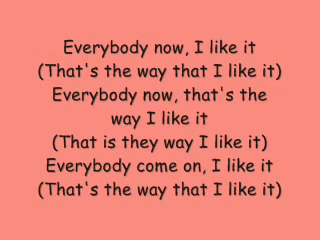 Everybody now, I like it
(That's the way that I like it)
Everybody now, that's the
way I like it
(That is they way I like it)
Everybody come on, I like it
(That's the way that I like it)